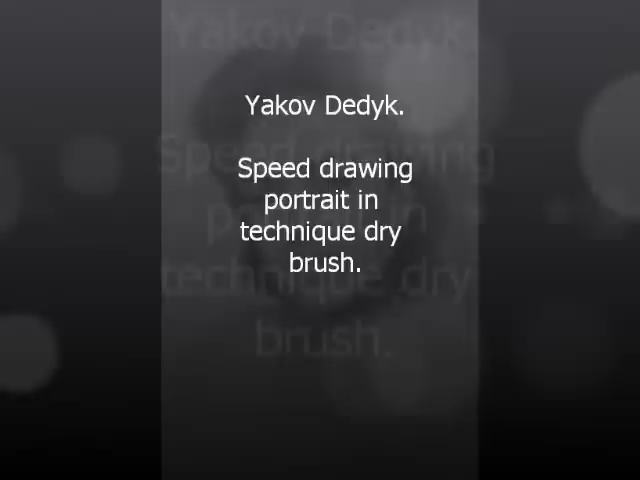 Yakov Dedyk.
Speed drawing
portrait in
technique dry
brush.